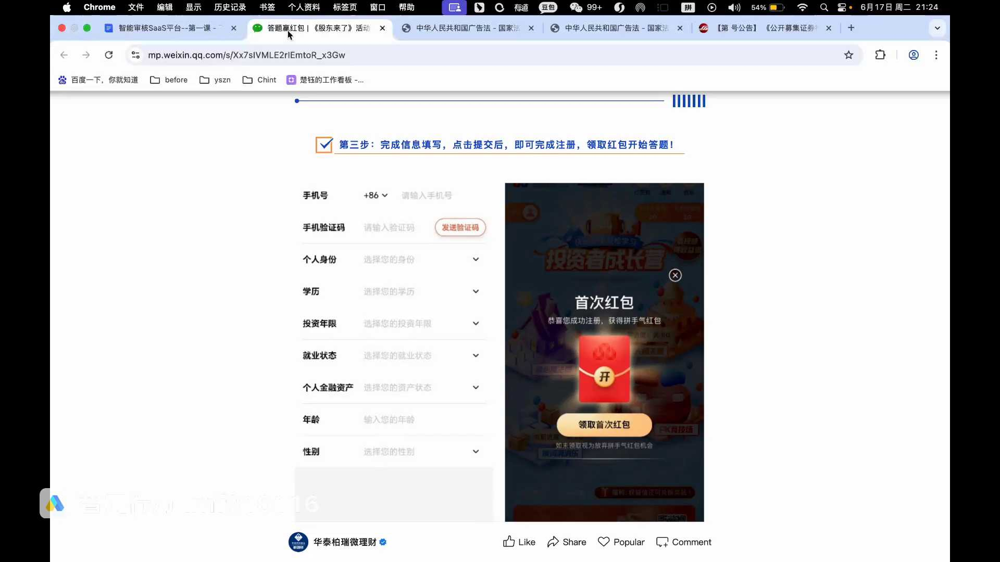 Chrome 文件 编辑 显示 历史记录 书签 个人资料 标签页 窗口 帮助 有道 豆包 99+ 拼 54% 6月17日 周二 21:24
智能审核SaaS平台--第一课 - 答题赢红包 | 《股东来了》活动 中华人民共和国广告法 - 国家法 中华人民共和国广告法 - 国家法 【第 号公告】 《公开募集证券
mp.weixin.qq.com/s/Xx7sIVMLE2rlEmtoR_x3Gw
百度一下，你就知道 before yszn Chint 楚钰的工作看板 -...
第三步：完成信息填写，点击提交后，即可完成注册，领取红包开始答题！
手机号 +86 请输入手机号
手机验证码 请输入验证码 发送验证码
个人身份 选择您的身份
学历 选择您的学历
投资年限 选择您的投资年限
就业状态 选择您的就业状态
个人金融资产 选择您的资产状态
年龄 输入您的年龄
性别 选择您的性别
投资者成长营
首次红包
恭喜您成功注册，获得拼手气红包
开
领取首次红包
PK竞技场
如未领取视为放弃拼手气红包机会
华泰柏瑞微理财
Like Share Popular Comment